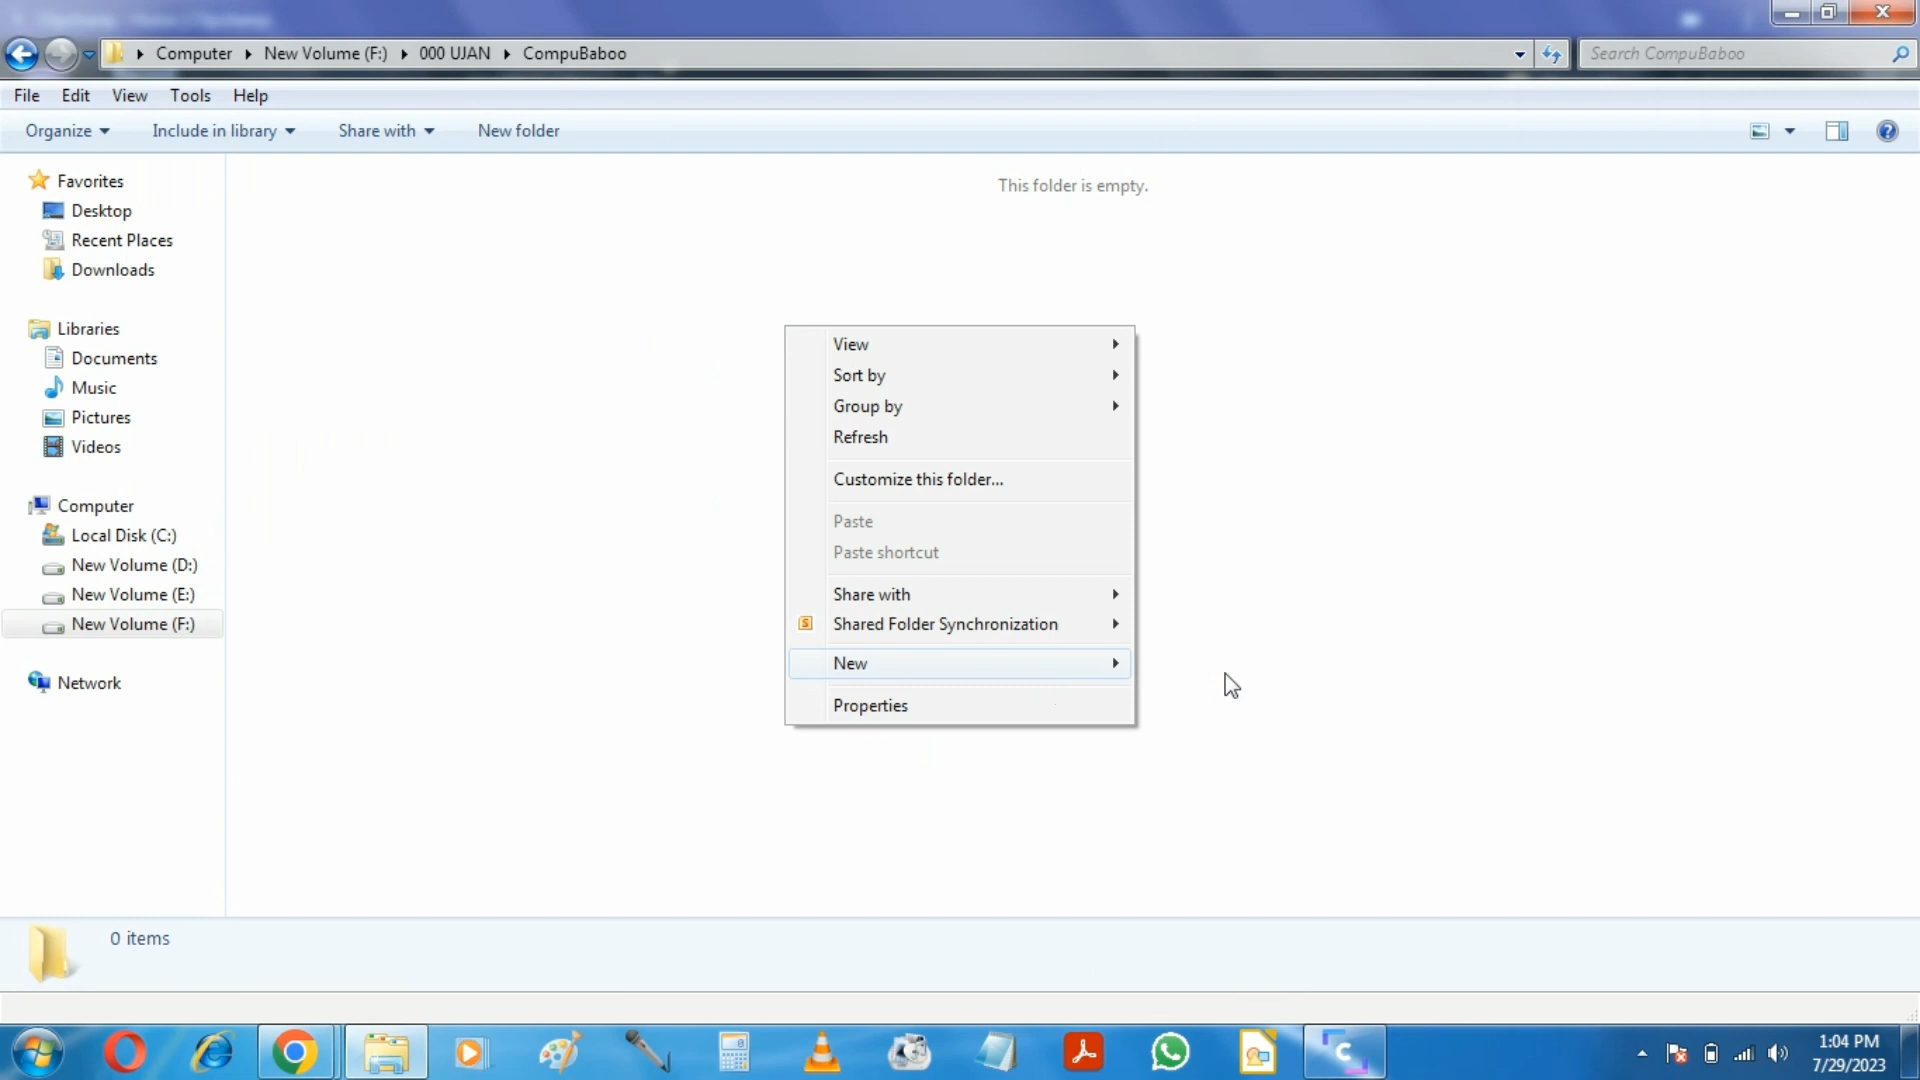 Computer New Volume (F:) 000 UJAN CompuBaboo
Search CompuBaboo
File Edit View Tools Help
Organize Include in library Share with New folder
Favorites
Desktop
Recent Places
Downloads
Libraries
Documents
Music
Pictures
Videos
Computer
Local Disk (C:)
New Volume (D:)
New Volume (E:)
New Volume (F:)
Network
This folder is empty.
View
Sort by
Group by
Refresh
Customize this folder...
Paste
Paste shortcut
Share with
S Shared Folder Synchronization
New
Properties
0 items
1:04 PM
7/29/2023